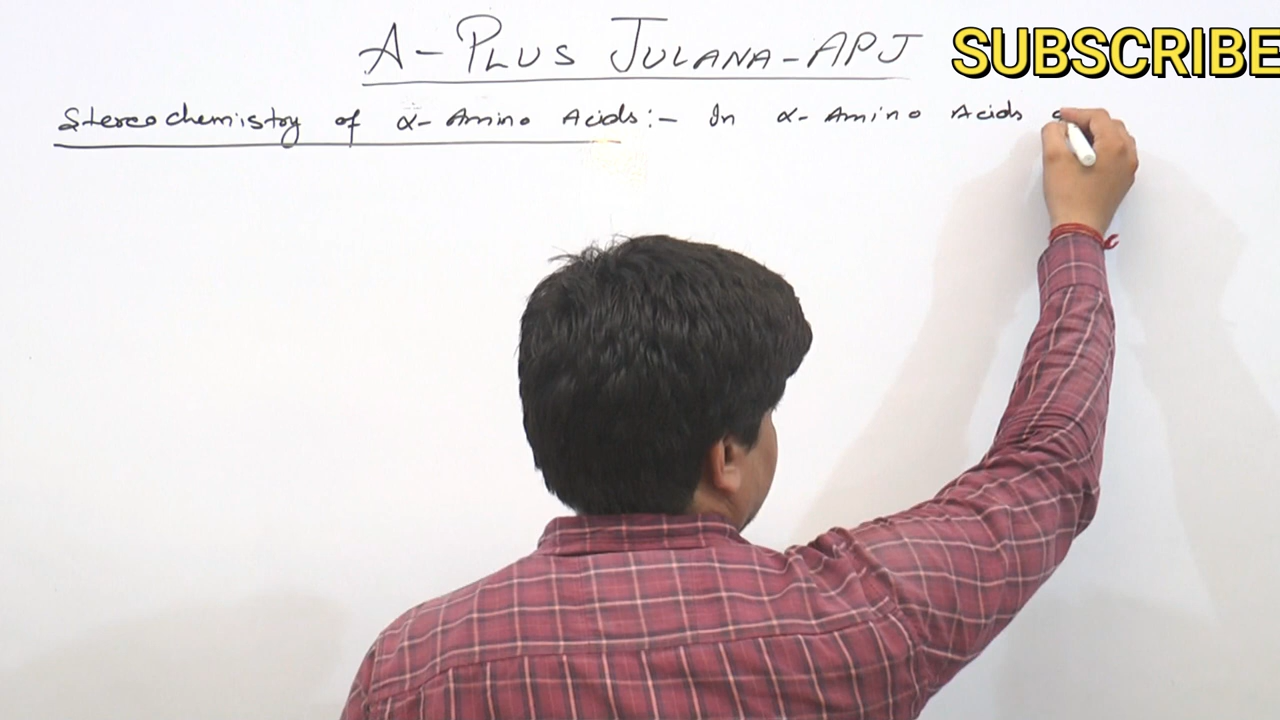 A-PLUS JULANA-APJ
SUBSCRIBE
Stereochemistry of α-Amino Acids:- In α-Amino Acids